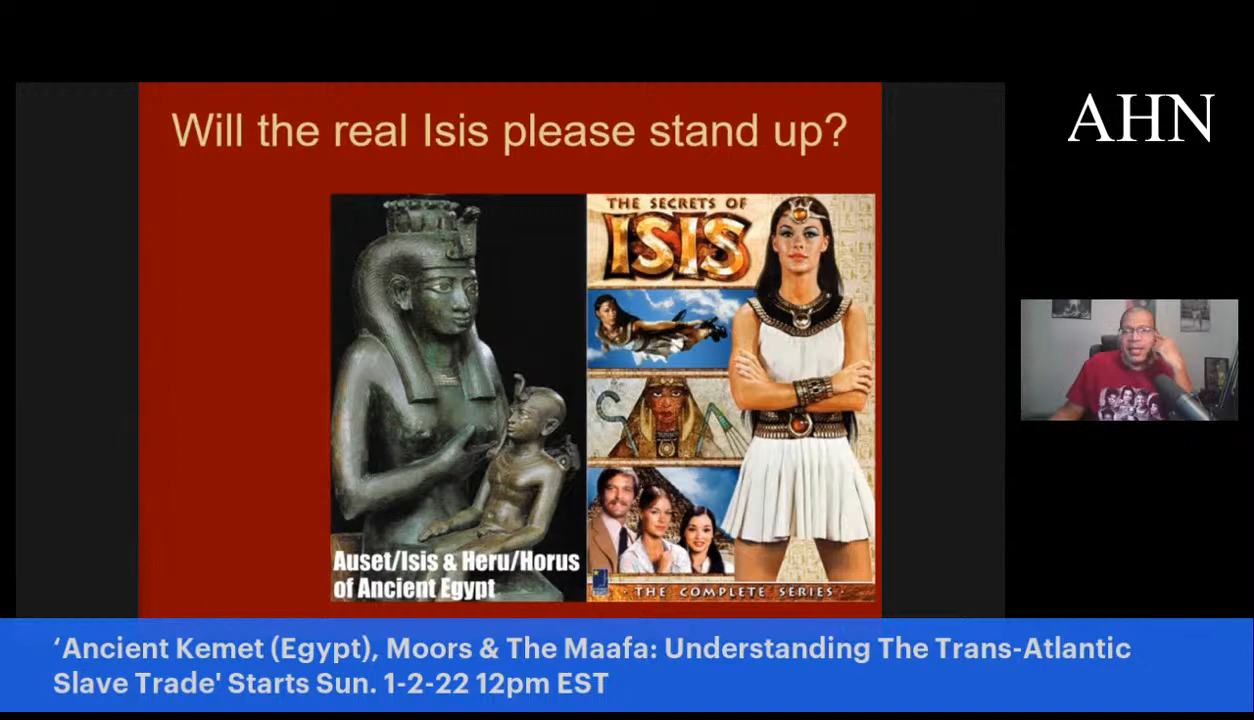 Will the real Isis please stand up?
AHN
THE SECRETS OF
ISIS
Auset/Isis & Heru/Horus
of Ancient Egypt
· THE COMPLETE SERIES ·
‘Ancient Kemet (Egypt), Moors & The Maafa: Understanding The Trans-Atlantic
Slave Trade' Starts Sun. 1-2-22 12pm EST